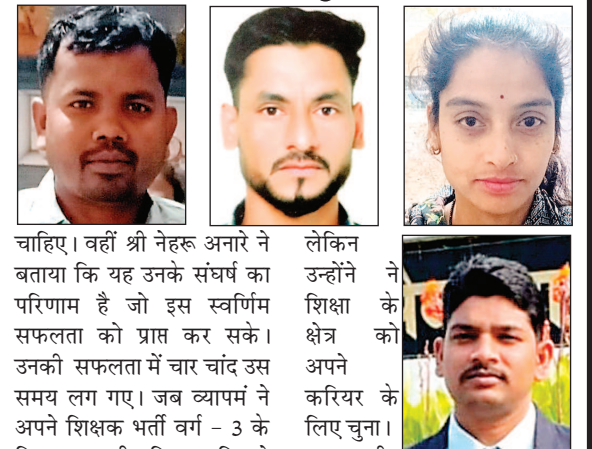 चाहिए। वहीं श्री नेहरू अनारे ने
बताया कि यह उनके संघर्ष का
परिणाम है जो इस स्वर्णिम
सफलता को प्राप्त कर सके।
उनकी सफलता में चार चांद उस
समय लग गए। जब व्यापमं ने
अपने शिक्षक भर्ती वर्ग - 3 के
लेकिन
उन्होंने ने
शिक्षा के
क्षेत्र को
अपने
करियर के
लिए चुना।